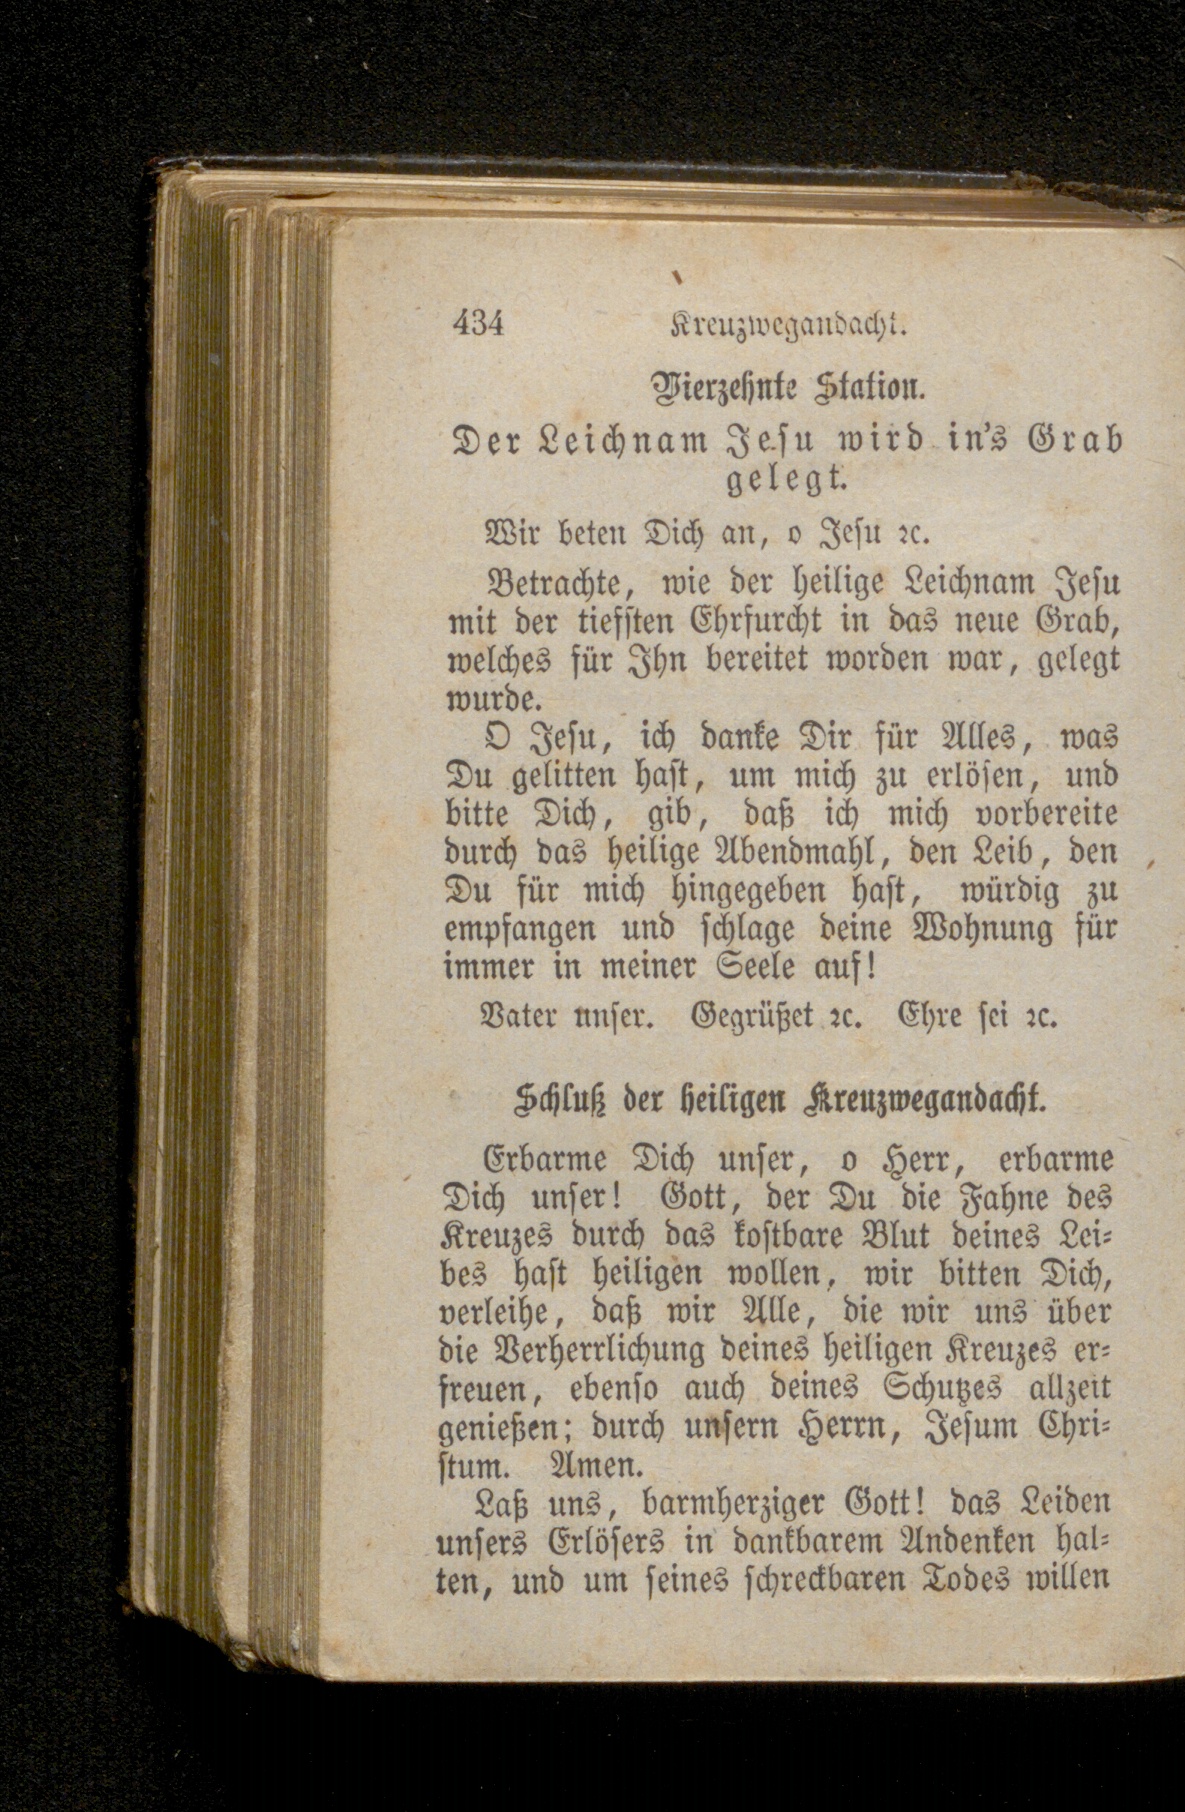 434 Kreuzwegandacht.
Vierzehnte Station.
Der Leichnam Jesu wird in's Grab
gelegt.
Wir beten Dich an, o Jesu ꝛc.
Betrachte, wie der heilige Leichnam Jesu
mit der tiefsten Ehrfurcht in das neue Grab,
welches für Ihn bereitet worden war, gelegt
wurde.
O Jesu, ich danke Dir für Alles, was
Du gelitten hast, um mich zu erlösen, und
bitte Dich, gib, daß ich mich vorbereite
durch das heilige Abendmahl, den Leib, den
Du für mich hingegeben hast, würdig zu
empfangen und schlage deine Wohnung für
immer in meiner Seele auf!
Vater unser. Gegrüßet ꝛc. Ehre sei ꝛc.
Schluß der heiligen Kreuzwegandacht.
Erbarme Dich unser, o Herr, erbarme
Dich unser! Gott, der Du die Fahne des
Kreuzes durch das kostbare Blut deines Lei-
bes hast heiligen wollen, wir bitten Dich,
verleihe, daß wir Alle, die wir uns über
die Verherrlichung deines heiligen Kreuzes er-
freuen, ebenso auch deines Schutzes allzeit
genießen; durch unsern Herrn, Jesum Chri-
stum. Amen.
Laß uns, barmherziger Gott! das Leiden
unsers Erlösers in dankbarem Andenken hal-
ten, und um seines schreckbaren Todes willen